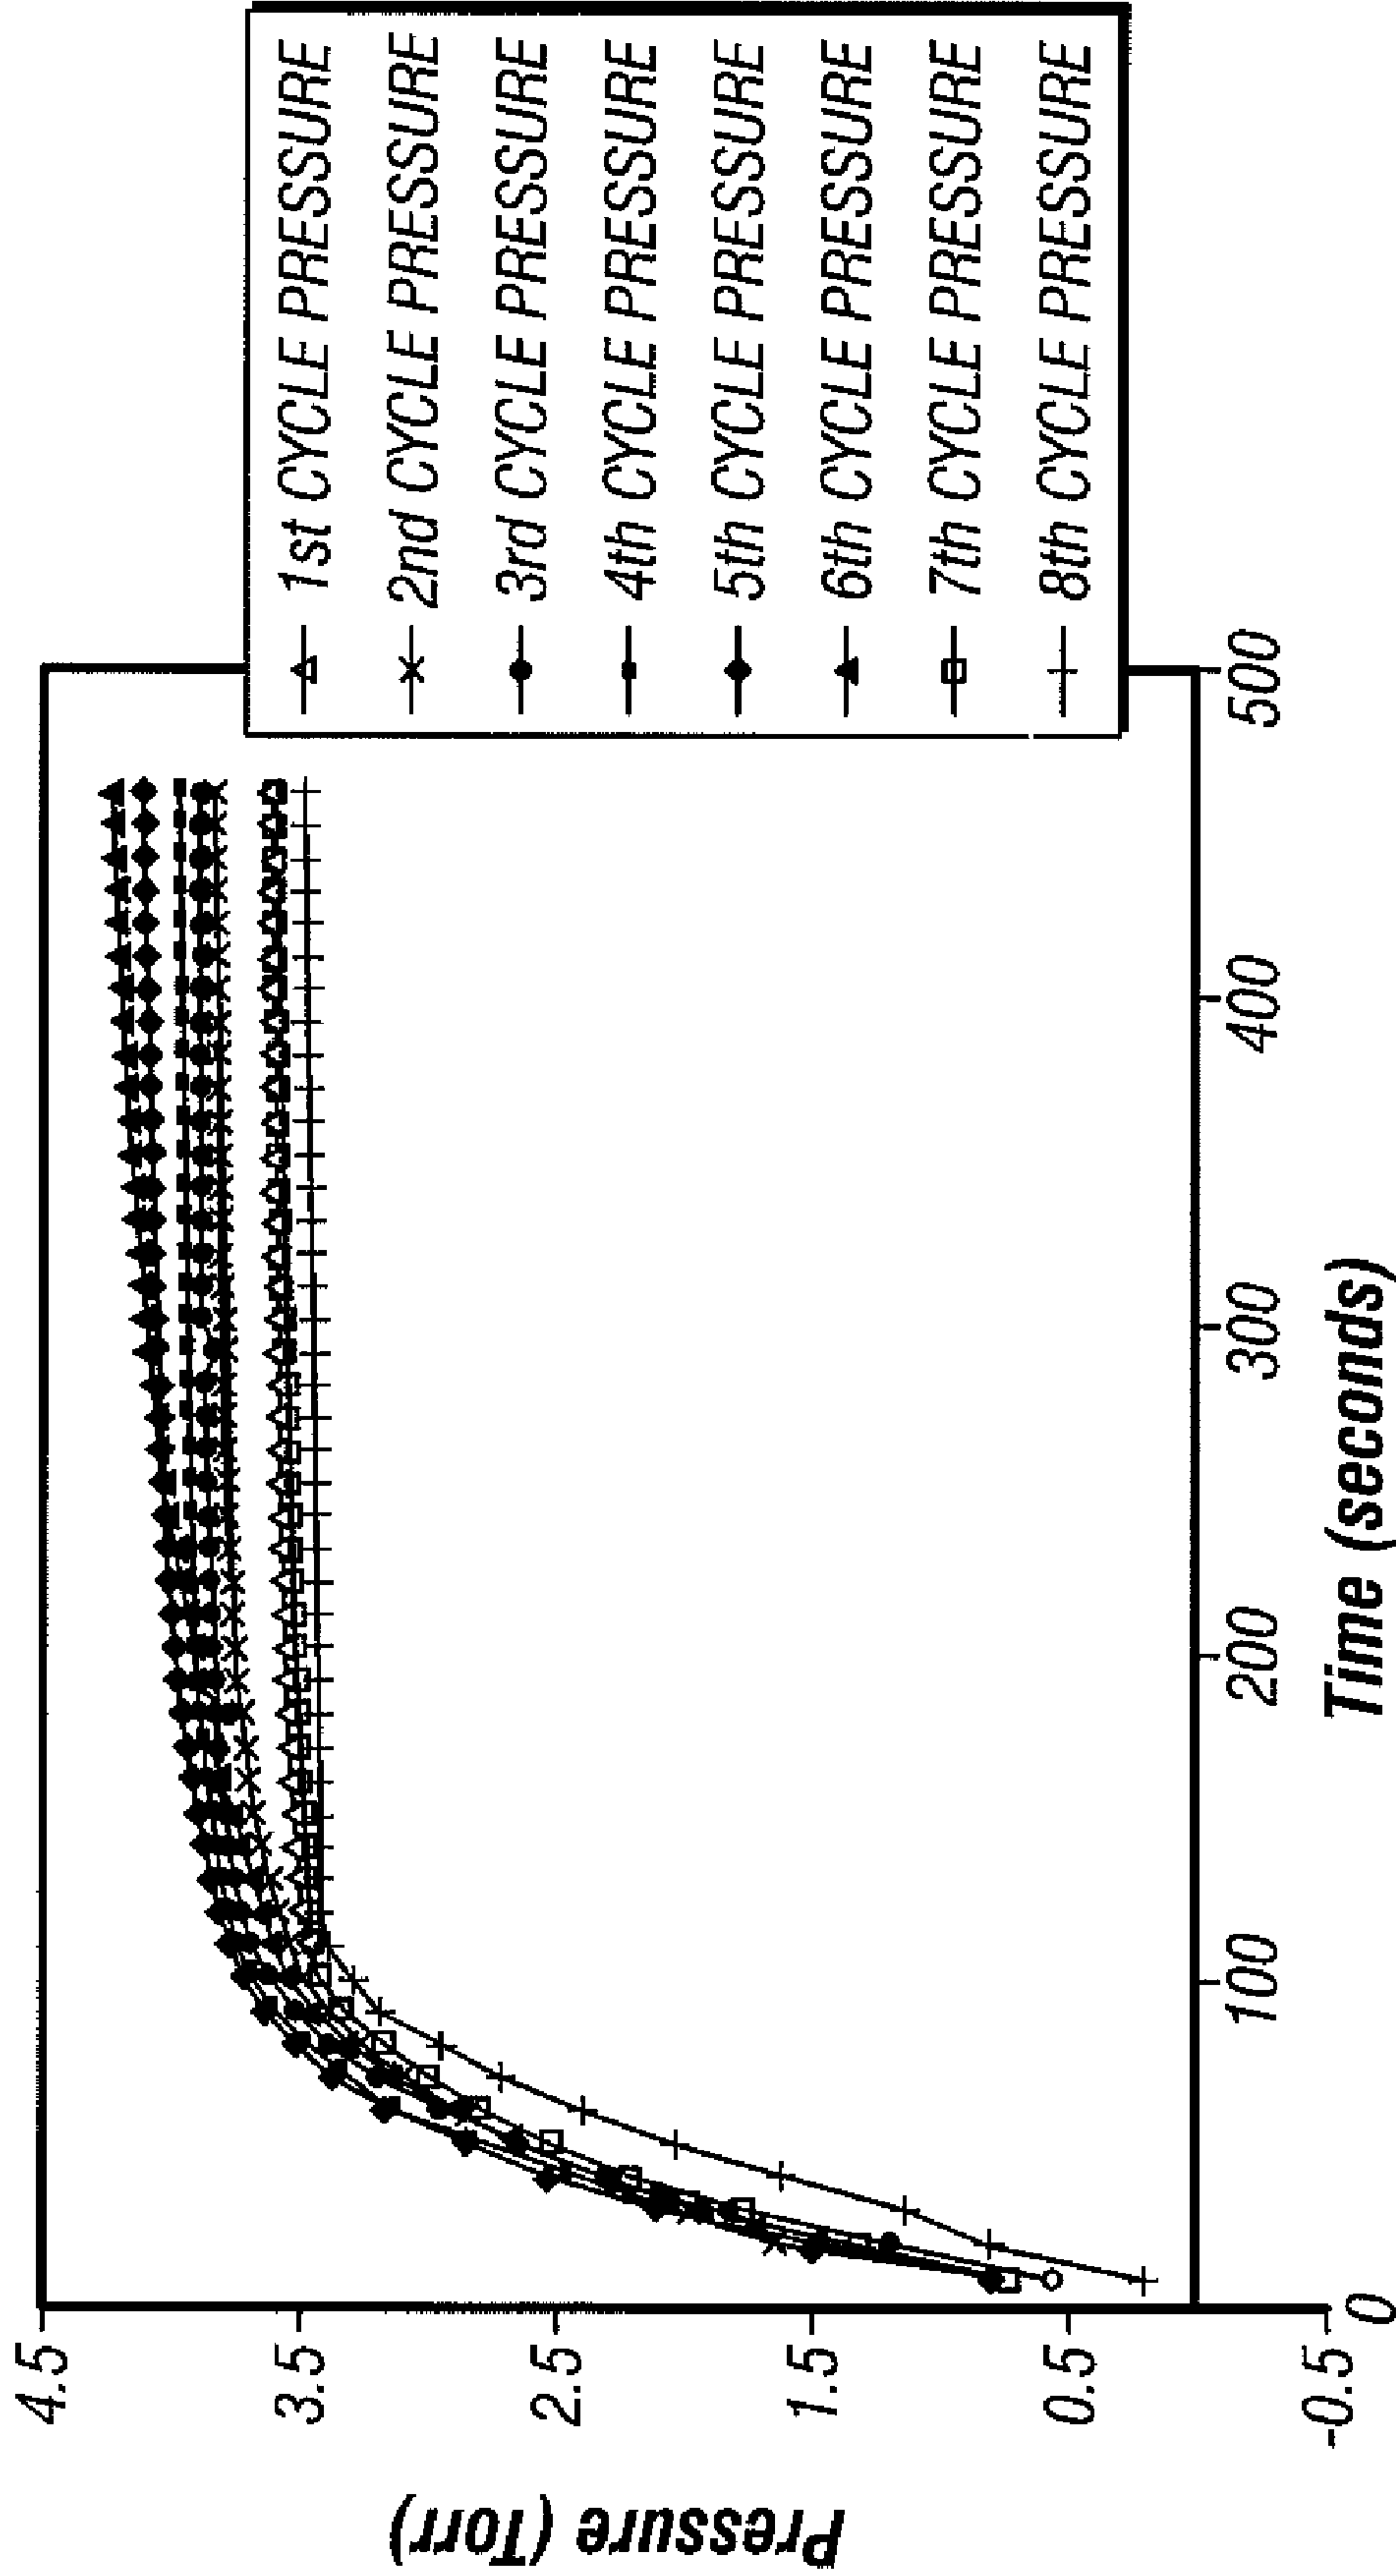 Pressure (Torr)
4.5
3.5
2.5
1.5
0.5
-0.5
0
100
200
300
400
500
Time (seconds)
1st CYCLE PRESSURE
2nd CYCLE PRESSURE
3rd CYCLE PRESSURE
4th CYCLE PRESSURE
5th CYCLE PRESSURE
6th CYCLE PRESSURE
7th CYCLE PRESSURE
8th CYCLE PRESSURE